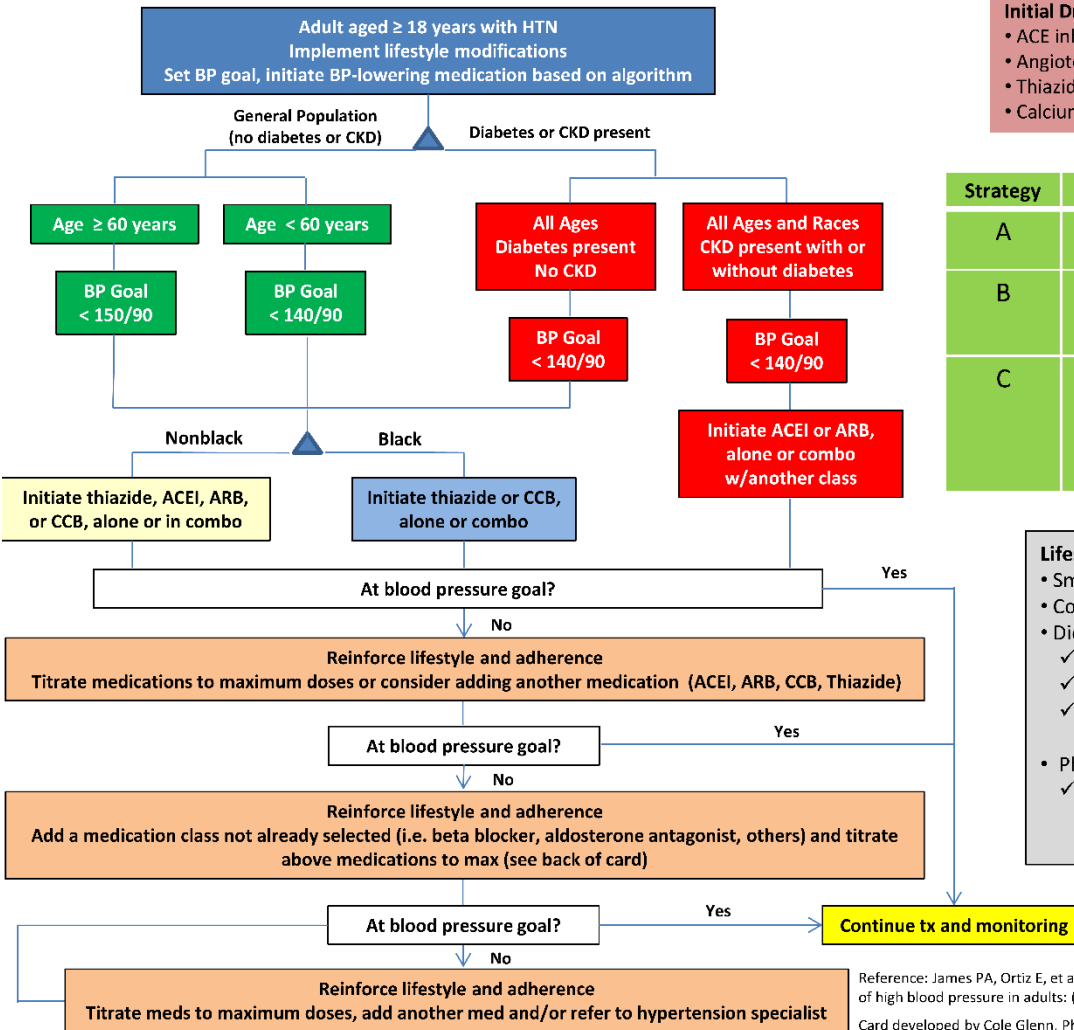 Adult aged ≥ 18 years with HTN
Implement lifestyle modifications
Set BP goal, initiate BP-lowering medication based on algorithm
General Population
(no diabetes or CKD)
Diabetes or CKD present
Age ≥ 60 years
Age < 60 years
All Ages
Diabetes present
No CKD
All Ages and Races
CKD present with or
without diabetes
BP Goal
< 150/90
BP Goal
< 140/90
BP Goal
< 140/90
BP Goal
< 140/90
Nonblack
Black
Initiate thiazide, ACEI, ARB,
or CCB, alone or in combo
Initiate thiazide or CCB,
alone or combo
Initiate ACEI or ARB,
alone or combo
w/another class
At blood pressure goal?
Yes
No
Reinforce lifestyle and adherence
Titrate medications to maximum doses or consider adding another medication (ACEI, ARB, CCB, Thiazide)
At blood pressure goal?
Yes
No
Reinforce lifestyle and adherence
Add a medication class not already selected (i.e. beta blocker, aldosterone antagonist, others) and titrate
above medications to max (see back of card)
At blood pressure goal?
Yes
Continue tx and monitoring
No
Reinforce lifestyle and adherence
Titrate meds to maximum doses, add another med and/or refer to hypertension specialist
Initial
• ACE
•
•
•
Strategy
A
B
C
•
•
•
✓
✓
✓
•
✓
Reference: James PA, Ortiz E, et
of high blood pressure in adults: (
Card developed by Cole Glenn,